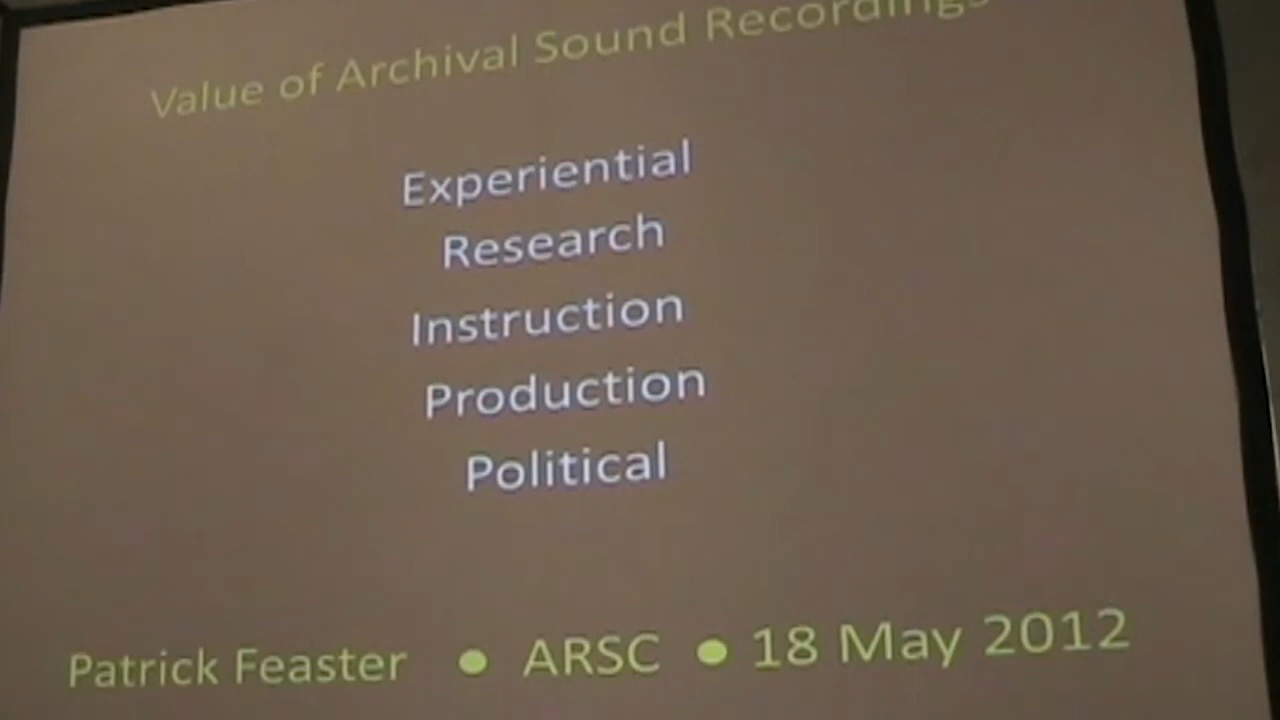 Value of Archival Sound Recordings
Experiential
Research
Instruction
Production
Political
Patrick Feaster • ARSC • 18 May 2012